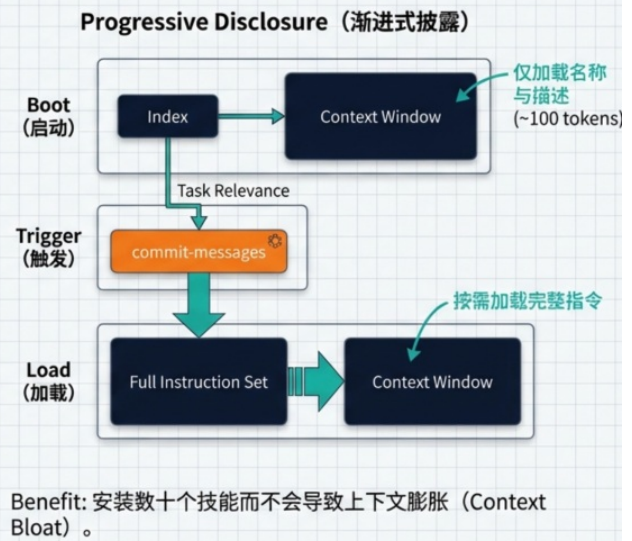 Progressive Disclosure（渐进式披露）
Boot
（启动）
Index
Context Window
仅加载名称
与描述
(~100 tokens)
Task Relevance
Trigger
（触发）
commit-messages
按需加载完整指令
Load
（加载）
Full Instruction Set
Context Window
Benefit: 安装数十个技能而不会导致上下文膨胀（Context
Bloat）。